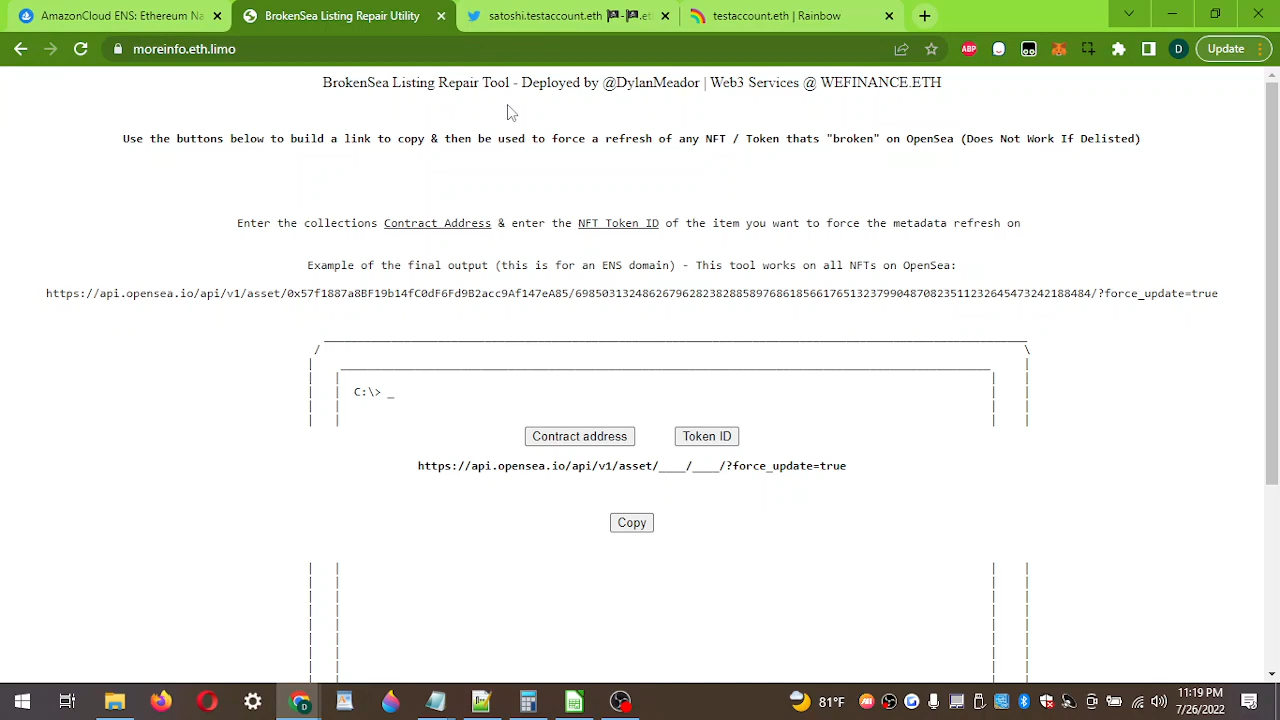 AmazonCloud ENS: Ethereum Na
BrokenSea Listing Repair Utility
satoshi.testaccount.eth 🏴-🏴.et
testaccount.eth | Rainbow
moreinfo.eth.limo
ABP
D
Update
BrokenSea Listing Repair Tool - Deployed by @DylanMeador | Web3 Services @ WEFINANCE.ETH
Use the buttons below to build a link to copy & then be used to force a refresh of any NFT / Token thats "broken" on OpenSea (Does Not Work If Delisted)
Enter the collections Contract Address & enter the NFT Token ID of the item you want to force the metadata refresh on
Example of the final output (this is for an ENS domain) - This tool works on all NFTs on OpenSea:
https://api.opensea.io/api/v1/asset/0x57f1887a8BF19b14fC0dF6Fd9B2acc9Af147eA85/69850313248626796282382885897686185661765132379904870823511232645473242188484/?force_update=true
C:\> _
Contract address
Token ID
https://api.opensea.io/api/v1/asset/____/____/?force_update=true
Copy
81°F
11:19 PM
7/26/2022